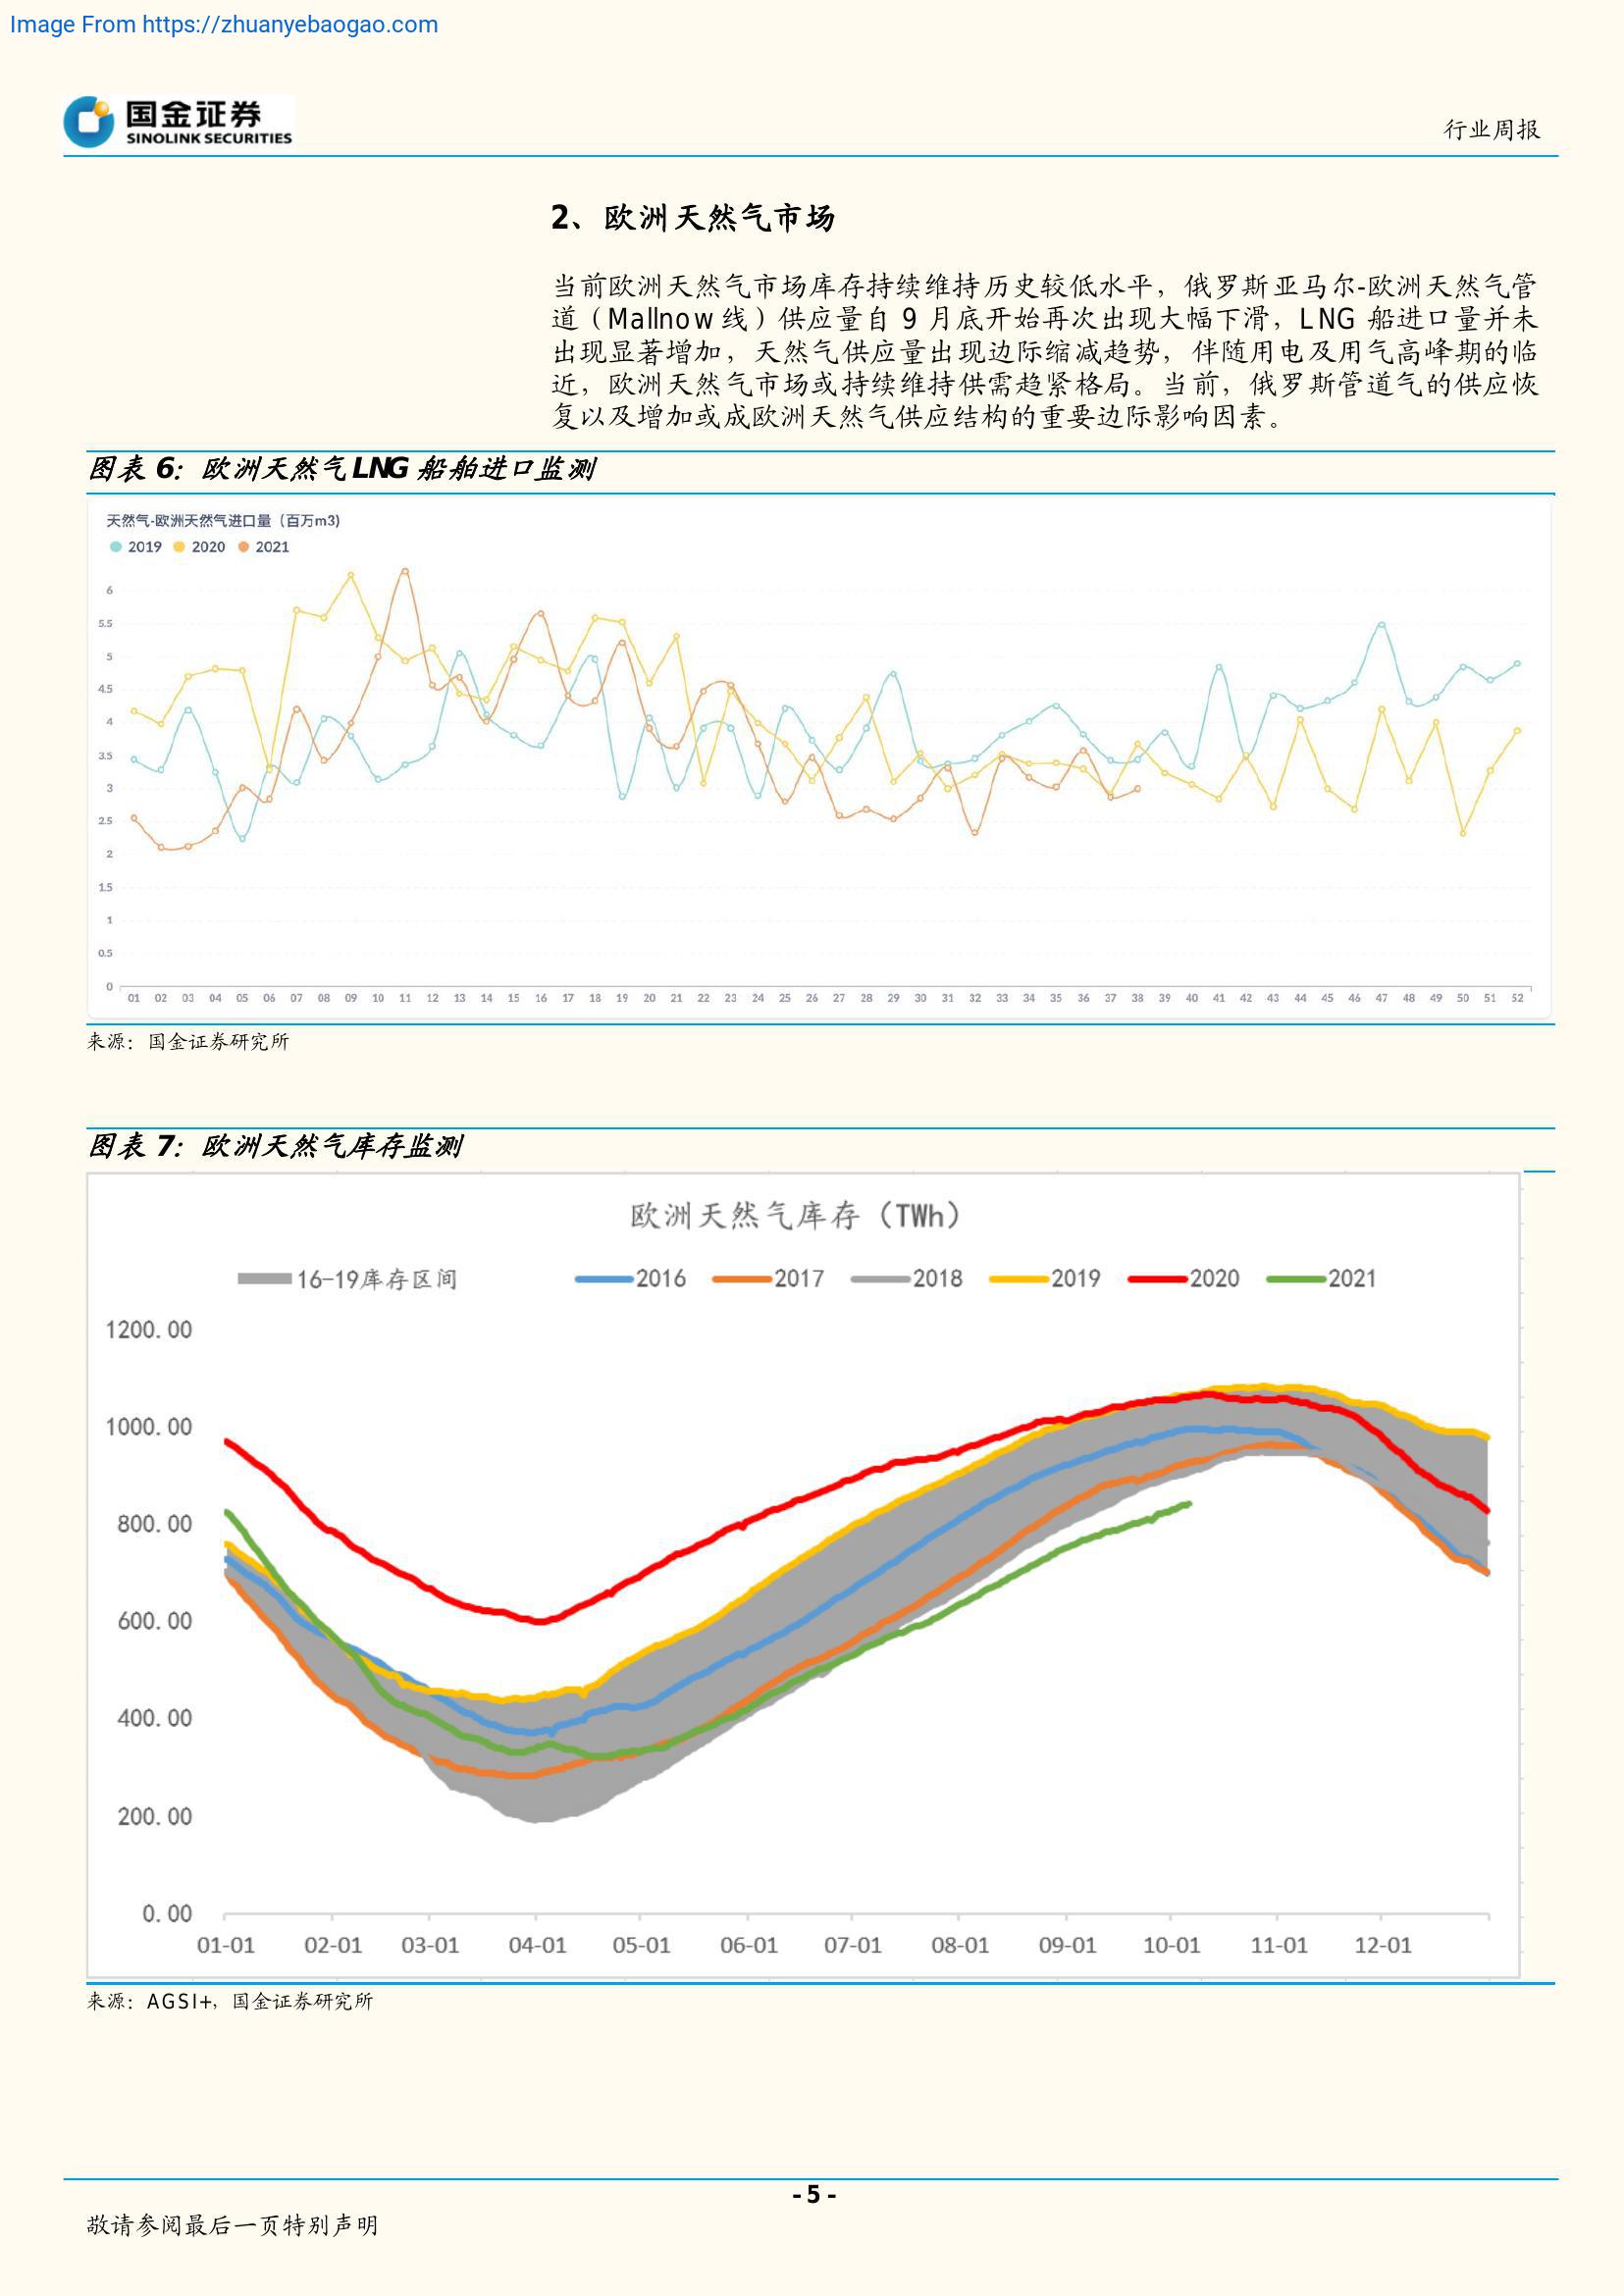 Image From https://zhuanyebaogao.com
国金证券
SINOLINK SECURITIES
行业周报
2、欧洲天然气市场
当前欧洲天然气市场库存持续维持历史较低水平，俄罗斯亚马尔-欧洲天然气管
道（Mallnow 线）供应量自 9 月底开始再次出现大幅下滑，LNG 船进口量并未
出现显著增加，天然气供应量出现边际缩减趋势，伴随用电及用气高峰期的临
近，欧洲天然气市场或持续维持供需趋紧格局。当前，俄罗斯管道气的供应恢
复以及增加或成欧洲天然气供应结构的重要边际影响因素。
图表 6：欧洲天然气 LNG 船舶进口监测
天然气-欧洲天然气进口量（百万m3)
2019 2020 2021
6
5.5
5
4.5
4
3.5
3
2.5
2
1.5
1
0.5
0
01 02 03 04 05 06 07 08 09 10 11 12 13 14 15 16 17 18 19 20 21 22 23 24 25 26 27 28 29 30 31 32 33 34 35 36 37 38 39 40 41 42 43 44 45 46 47 48 49 50 51 52
来源：国金证券研究所
图表 7：欧洲天然气库存监测
欧洲天然气库存（TWh）
16-19库存区间 2016 2017 2018 2019 2020 2021
1200.00
1000.00
800.00
600.00
400.00
200.00
0.00
01-01 02-01 03-01 04-01 05-01 06-01 07-01 08-01 09-01 10-01 11-01 12-01
来源：AGSI+，国金证券研究所
- 5 -
敬请参阅最后一页特别声明